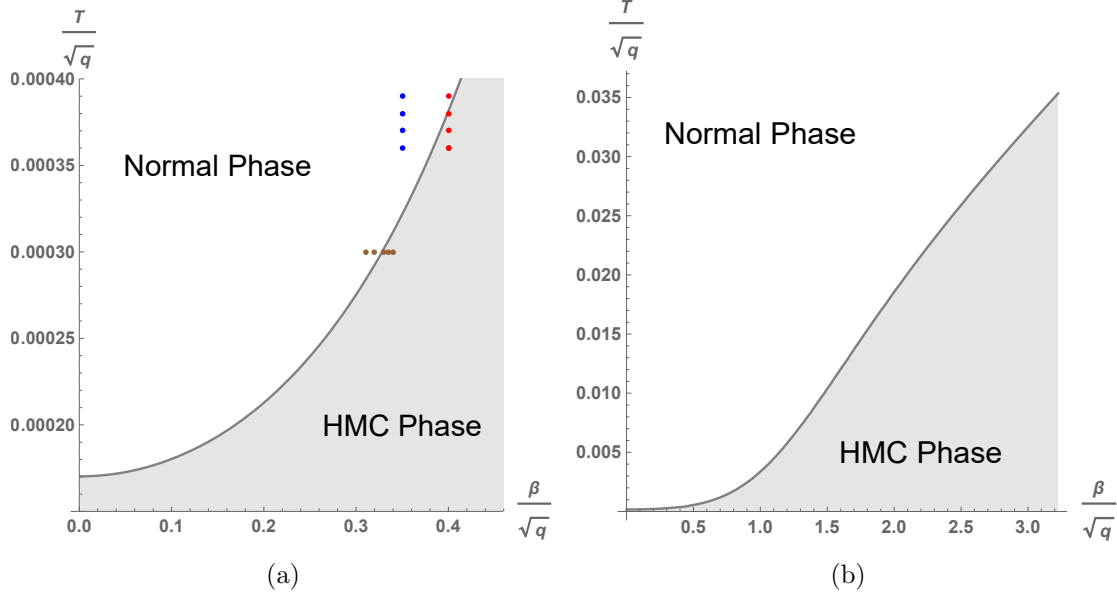 T
√q
0.00040
0.00035
0.00030
0.00025
0.00020
Normal Phase
HMC Phase
0.0
0.1
0.2
0.3
0.4
β
√q
(a)
T
√q
0.035
0.030
0.025
0.020
0.015
0.010
0.005
Normal Phase
HMC Phase
0.5
1.0
1.5
2.0
2.5
3.0
β
√q
(b)